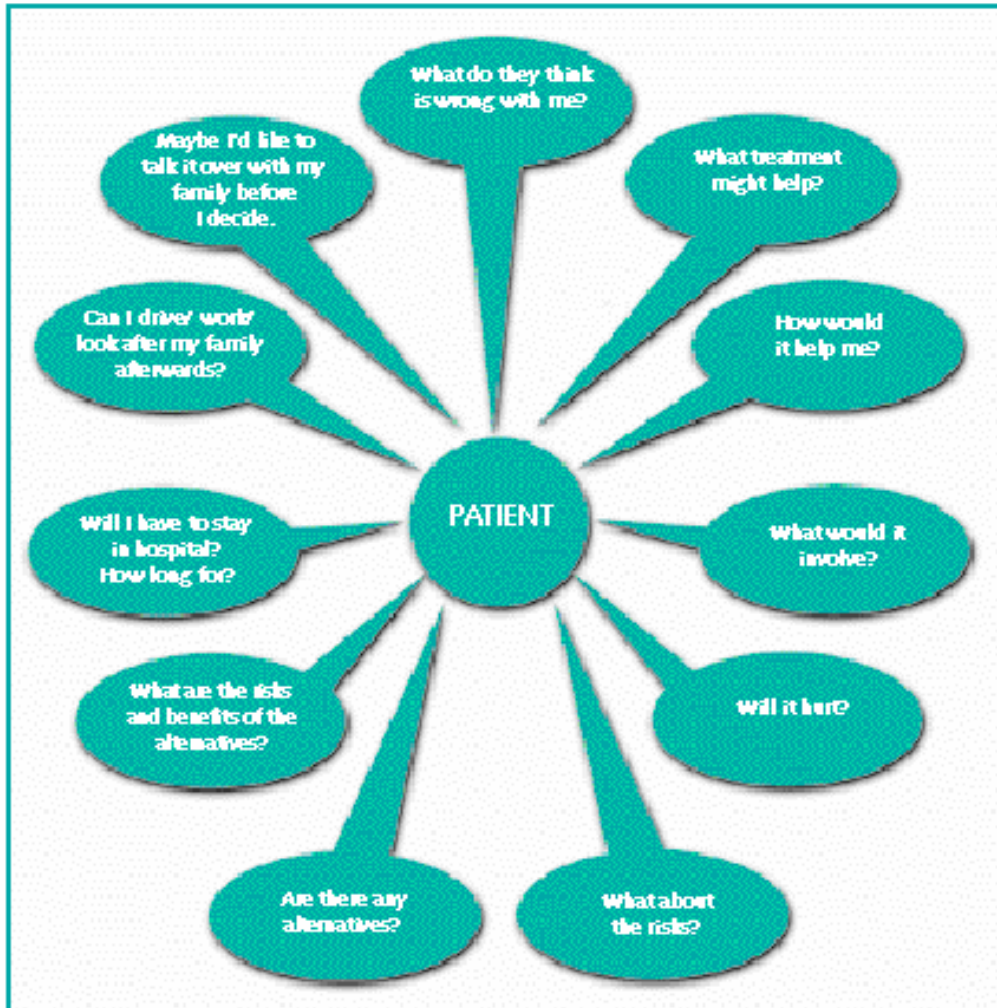 What do they think
is wrong with me?
What treatment
might help?
How would
it help me?
What would it
involve?
Will it hurt?
What about
the risks?
Are there any
alternatives?
What are the risks
and benefits of the
alternatives?
Will I have to stay
in hospital?
How long for?
Can I drive/ work/
look after my family
afterwards?
Maybe I'd like to
talk it over with my
family before
I decide.
PATIENT